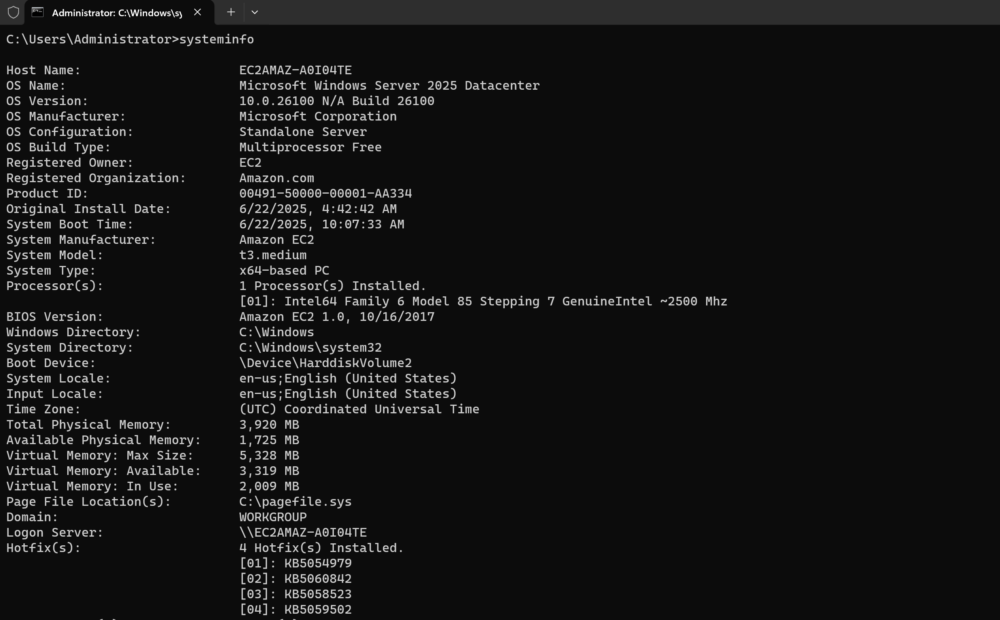 Administrator: C:\Windows\sy
C:\Users\Administrator>systeminfo
Host Name: EC2AMAZ-A0I04TE
OS Name: Microsoft Windows Server 2025 Datacenter
OS Version: 10.0.26100 N/A Build 26100
OS Manufacturer: Microsoft Corporation
OS Configuration: Standalone Server
OS Build Type: Multiprocessor Free
Registered Owner: EC2
Registered Organization: Amazon.com
Product ID: 00491-50000-00001-AA334
Original Install Date: 6/22/2025, 4:42:42 AM
System Boot Time: 6/22/2025, 10:07:33 AM
System Manufacturer: Amazon EC2
System Model: t3.medium
System Type: x64-based PC
Processor(s): 1 Processor(s) Installed.
[01]: Intel64 Family 6 Model 85 Stepping 7 GenuineIntel ~2500 Mhz
BIOS Version: Amazon EC2 1.0, 10/16/2017
Windows Directory: C:\Windows
System Directory: C:\Windows\system32
Boot Device: \Device\HarddiskVolume2
System Locale: en-us;English (United States)
Input Locale: en-us;English (United States)
Time Zone: (UTC) Coordinated Universal Time
Total Physical Memory: 3,920 MB
Available Physical Memory: 1,725 MB
Virtual Memory: Max Size: 5,328 MB
Virtual Memory: Available: 3,319 MB
Virtual Memory: In Use: 2,009 MB
Page File Location(s): C:\pagefile.sys
Domain: WORKGROUP
Logon Server: \\EC2AMAZ-A0I04TE
Hotfix(s): 4 Hotfix(s) Installed.
[01]: KB5054979
[02]: KB5060842
[03]: KB5058523
[04]: KB5059502